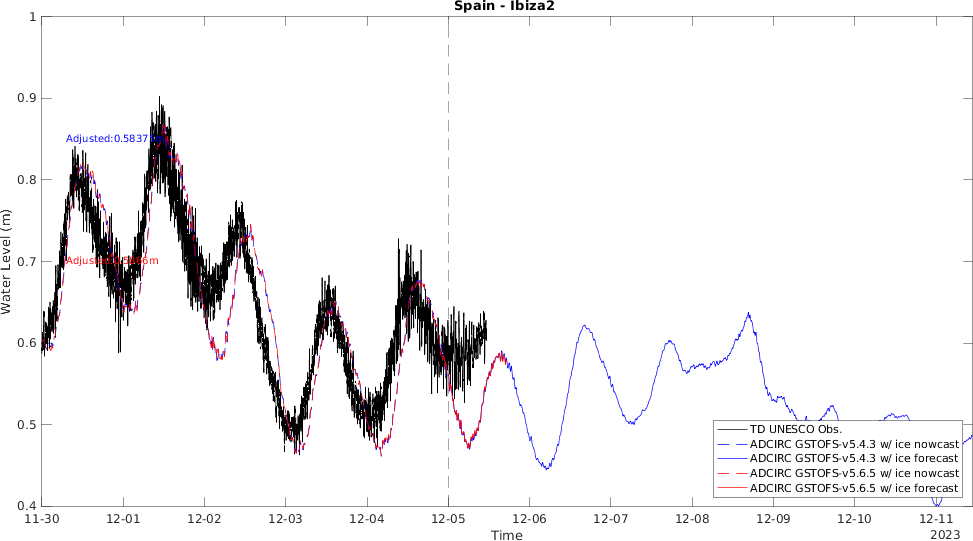 Spain - Ibiza2
Water Level (m)
1
0.9
0.8
0.7
0.6
0.5
0.4
Adjusted:0.5837
TD UNESCO Obs.
ADCIRC GSTOFS-v5.4.3 w/ ice nowcast
ADCIRC GSTOFS-v5.4.3 w/ ice forecast
ADCIRC GSTOFS-v5.6.5 w/ ice nowcast
ADCIRC GSTOFS-v5.6.5 w/ ice forecast
11-30 12-01 12-02 12-03 12-04 12-05 12-06 12-07 12-08 12-09 12-10 12-11
Time
2023